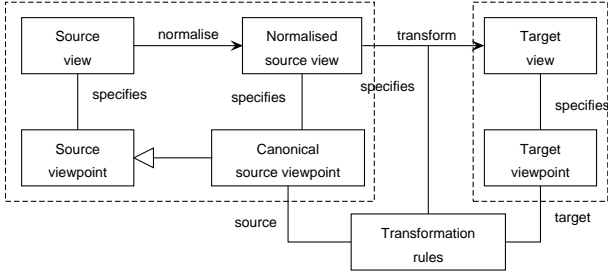 Source
view
normalise
Normalised
source view
transform
Target
view
specifies
specifies
specifies
specifies
Source
viewpoint
Canonical
source viewpoint
Target
viewpoint
source
Transformation
rules
target